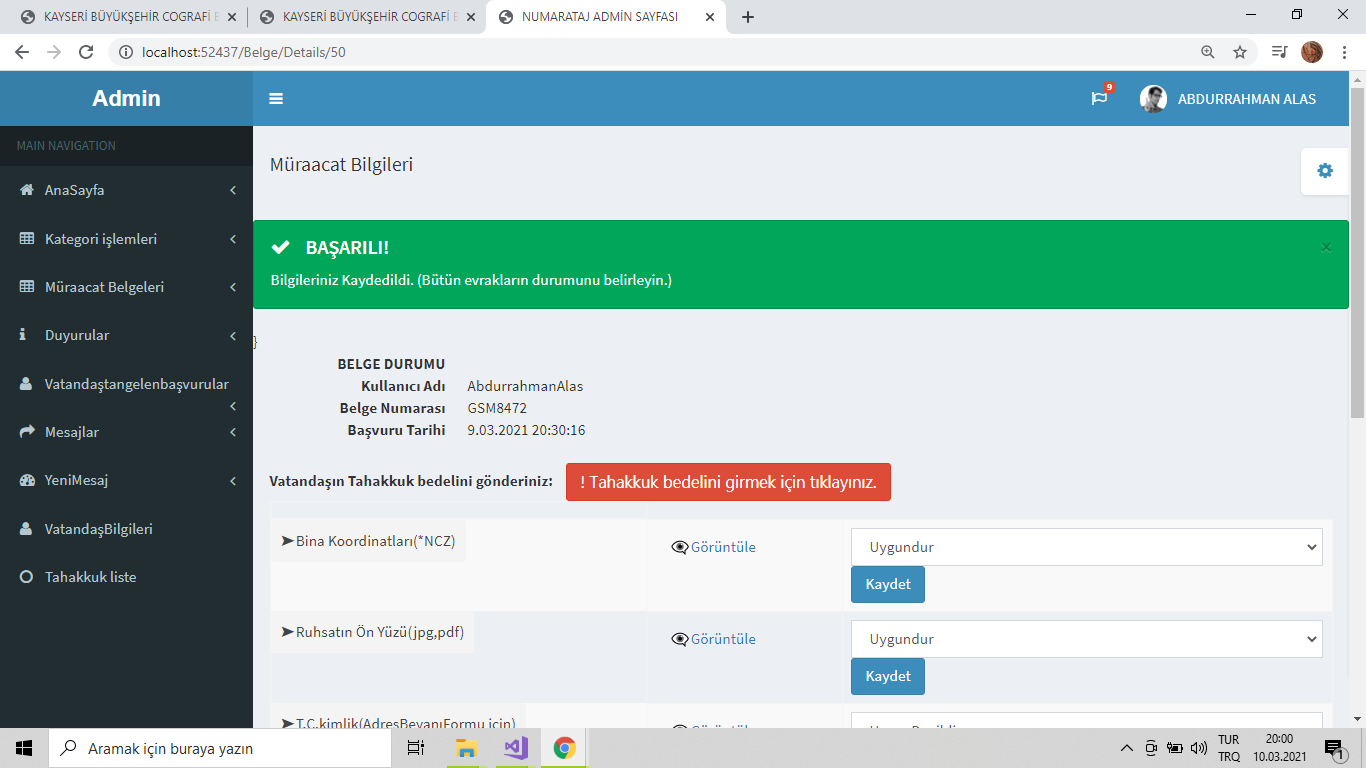 KAYSERİ BÜYÜKŞEHİR COGRAFİ
KAYSERİ BÜYÜKŞEHİR COGRAFİ
NUMARATAJ ADMİN SAYFASI
localhost:52437/Belge/Details/50
Admin
9
ABDURRAHMAN ALAS
MAIN NAVIGATION
AnaSayfa
Kategori işlemleri
Müraacat Belgeleri
Duyurular
Vatandaştangelenbaşvurular
Mesajlar
YeniMesaj
VatandaşBilgileri
Tahakkuk liste
Müraacat Bilgileri
BAŞARILI!
×
Bilgileriniz Kaydedildi. (Bütün evrakların durumunu belirleyin.)
}
BELGE DURUMU
Kullanıcı Adı AbdurrahmanAlas
Belge Numarası GSM8472
Başvuru Tarihi 9.03.2021 20:30:16
Vatandaşın Tahakkuk bedelini gönderiniz: ! Tahakkuk bedelini girmek için tıklayınız.
➤Bina Koordinatları(*NCZ) Görüntüle Uygundur
Kaydet
➤Ruhsatın Ön Yüzü(jpg,pdf) Görüntüle Uygundur
Kaydet
➤T.C.kimlik(AdresBeyanıFormu için)
Aramak için buraya yazın
TUR 20:00
TRQ 10.03.2021
1